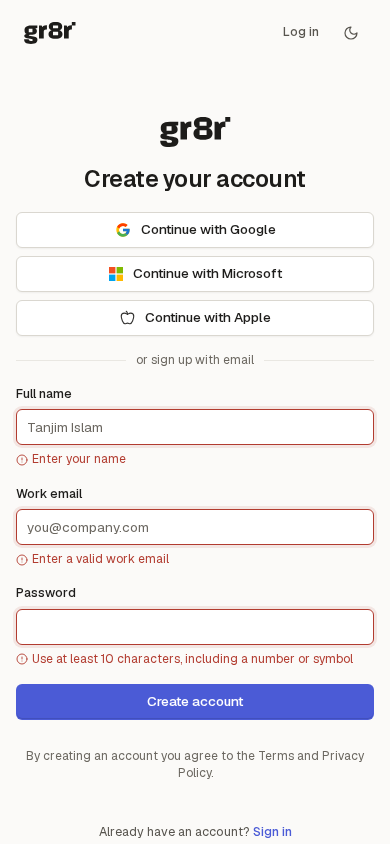 gr8r
Log in
gr8r
Create your account
Continue with Google
Continue with Microsoft
Continue with Apple
or sign up with email
Full name
Tanjim Islam
Enter your name
Work email
you@company.com
Enter a valid work email
Password
Use at least 10 characters, including a number or symbol
Create account
By creating an account you agree to the Terms and Privacy
Policy.
Already have an account? Sign in